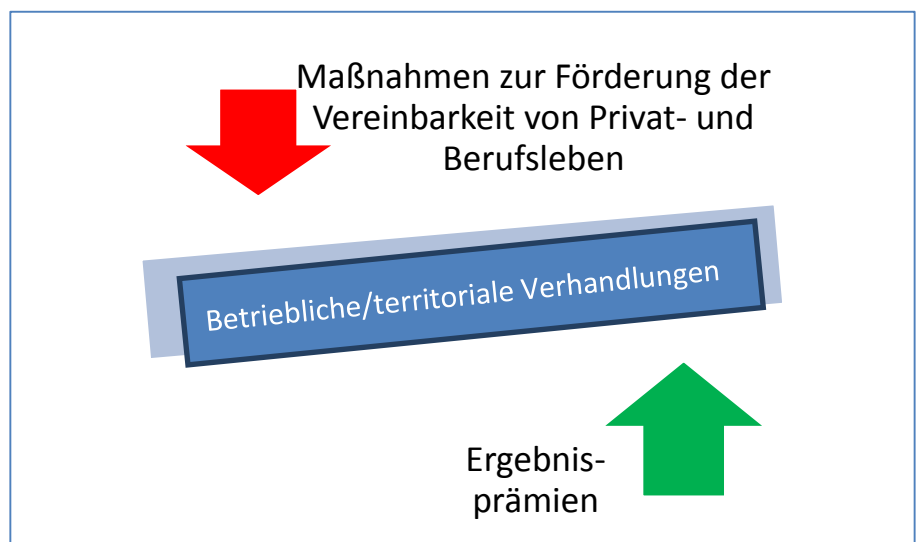 Maßnahmen zur Förderung der
Vereinbarkeit von Privat- und
Berufsleben
Betriebliche/territoriale Verhandlungen
Ergebnis-
prämien